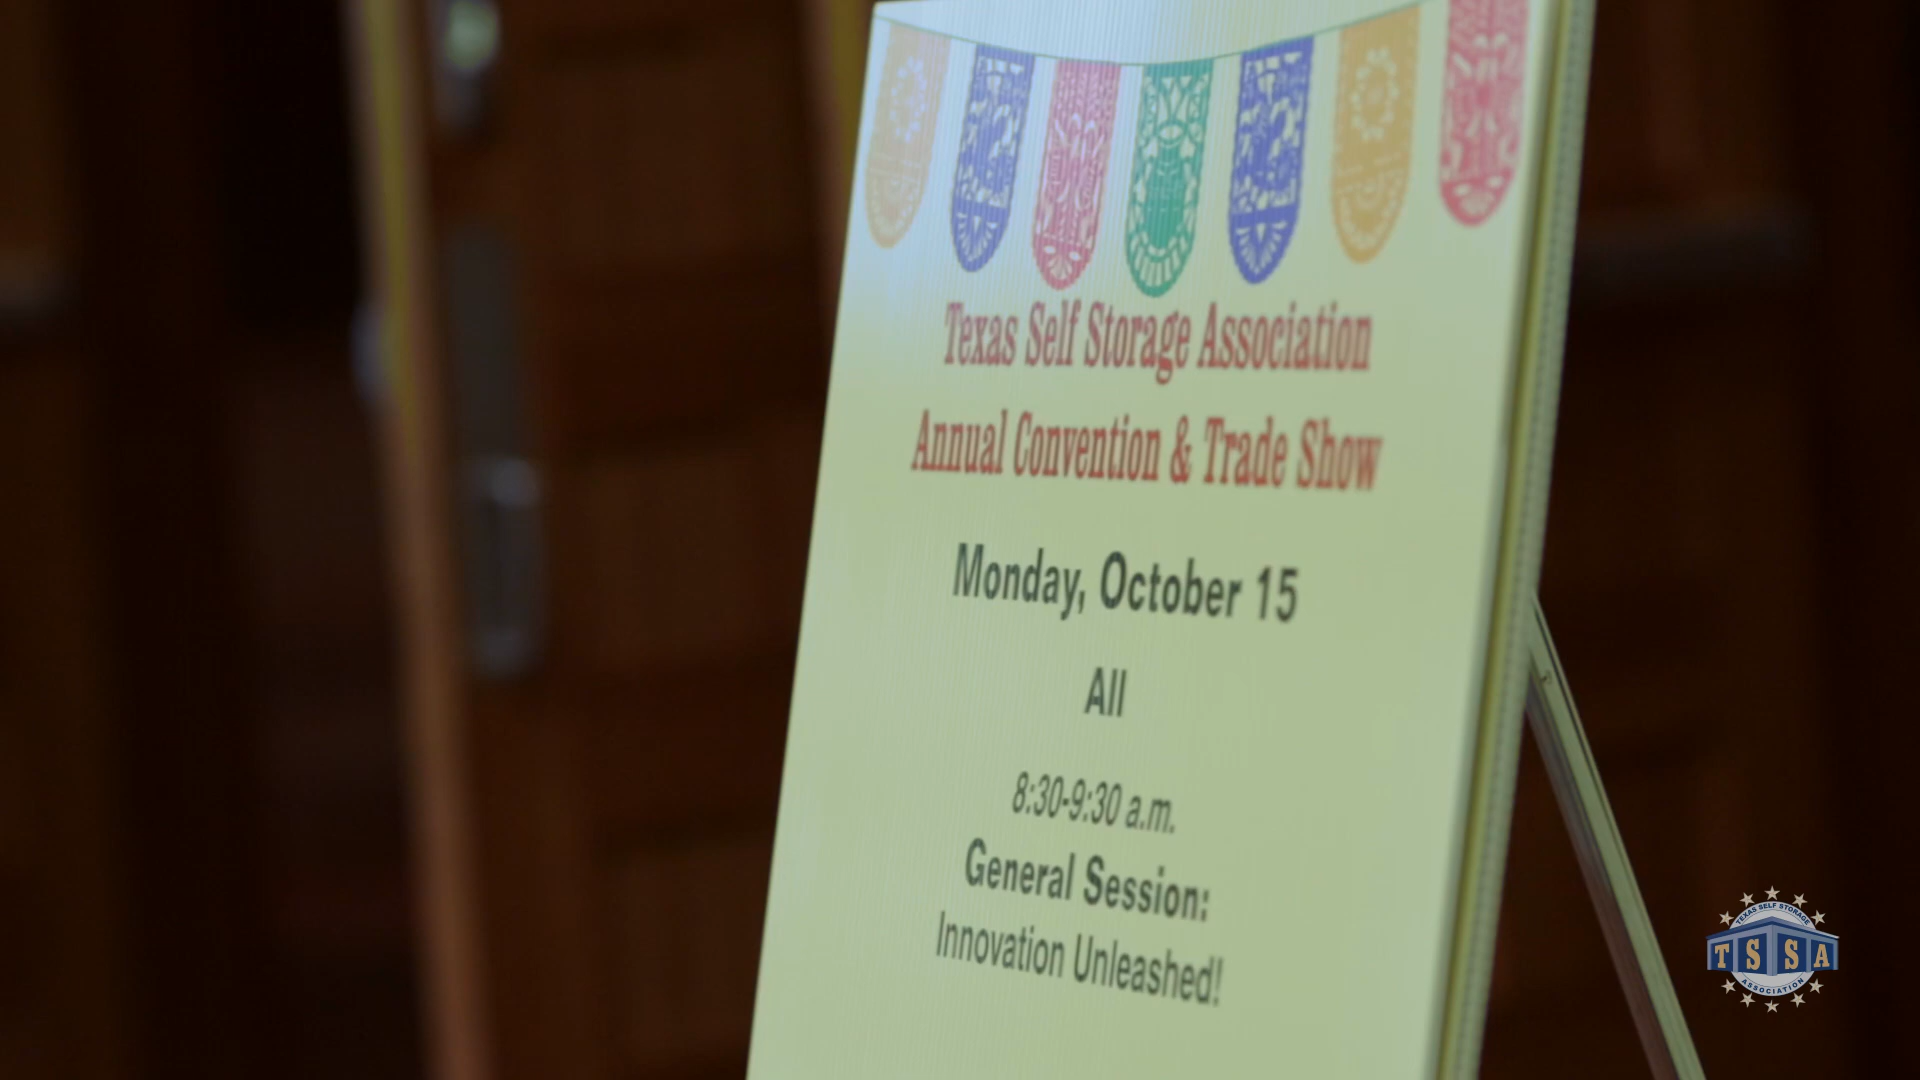 Texas Self Storage Association
Annual Convention & Trade Show
Monday, October 15
All
8:30-9:30 a.m.
General Session:
Innovation Unleashed!
TEXAS SELF STORAGE
TSSA
ASSOCIATION